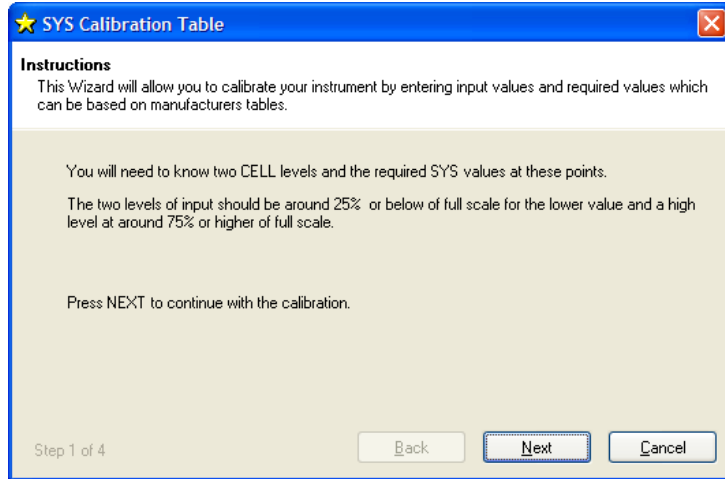 SYS Calibration Table
Instructions
This Wizard will allow you to calibrate your instrument by entering input values and required values which
can be based on manufacturers tables.
You will need to know two CELL levels and the required SYS values at these points.
The two levels of input should be around 25%  or below of full scale for the lower value and a high
level at around 75% or higher of full scale.
Press NEXT to continue with the calibration.
Step 1 of 4
Back
Next
Cancel